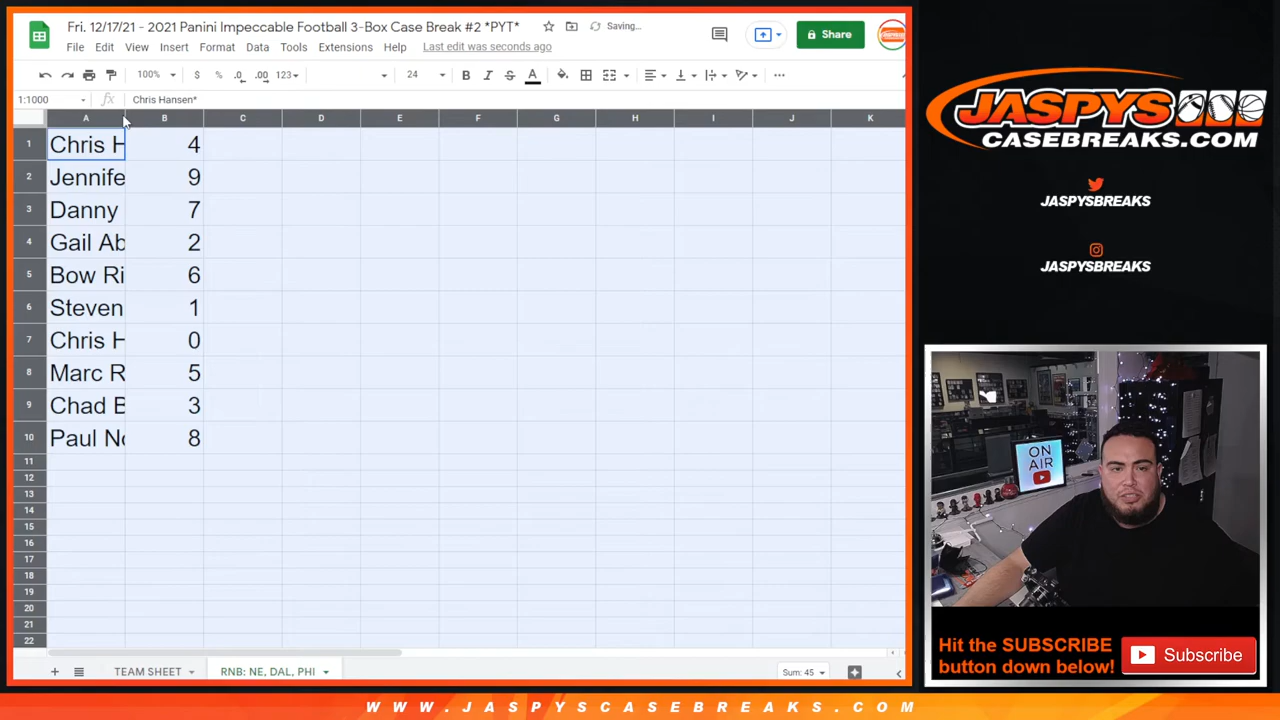 Fri. 12/17/21 - 2021 Panini Impeccable Football 3-Box Case Break #2 *PYT*
Saving...
File Edit View Insert Format Data Tools Extensions Help Last edit was seconds ago
Share
100% $ % .0 .00 123 24 B I S A
1:1000 fx Chris Hansen*
A B C D E F G H I J K
1 Chris H 4
2 Jennife 9
3 Danny 7
4 Gail Ab 2
5 Bow Ri 6
6 Steven 1
7 Chris H 0
8 Marc R 5
9 Chad B 3
10 Paul No 8
11
12
13
14
15
16
17
18
19
20
21
22
TEAM SHEET RNB: NE, DAL, PHI Sum: 45
JASPYS
CASEBREAKS.COM
JASPYSBREAKS
JASPYSBREAKS
ON
AIR
Hit the SUBSCRIBE
button down below!
Subscribe
WWW.JASPYSCASEBREAKS.COM